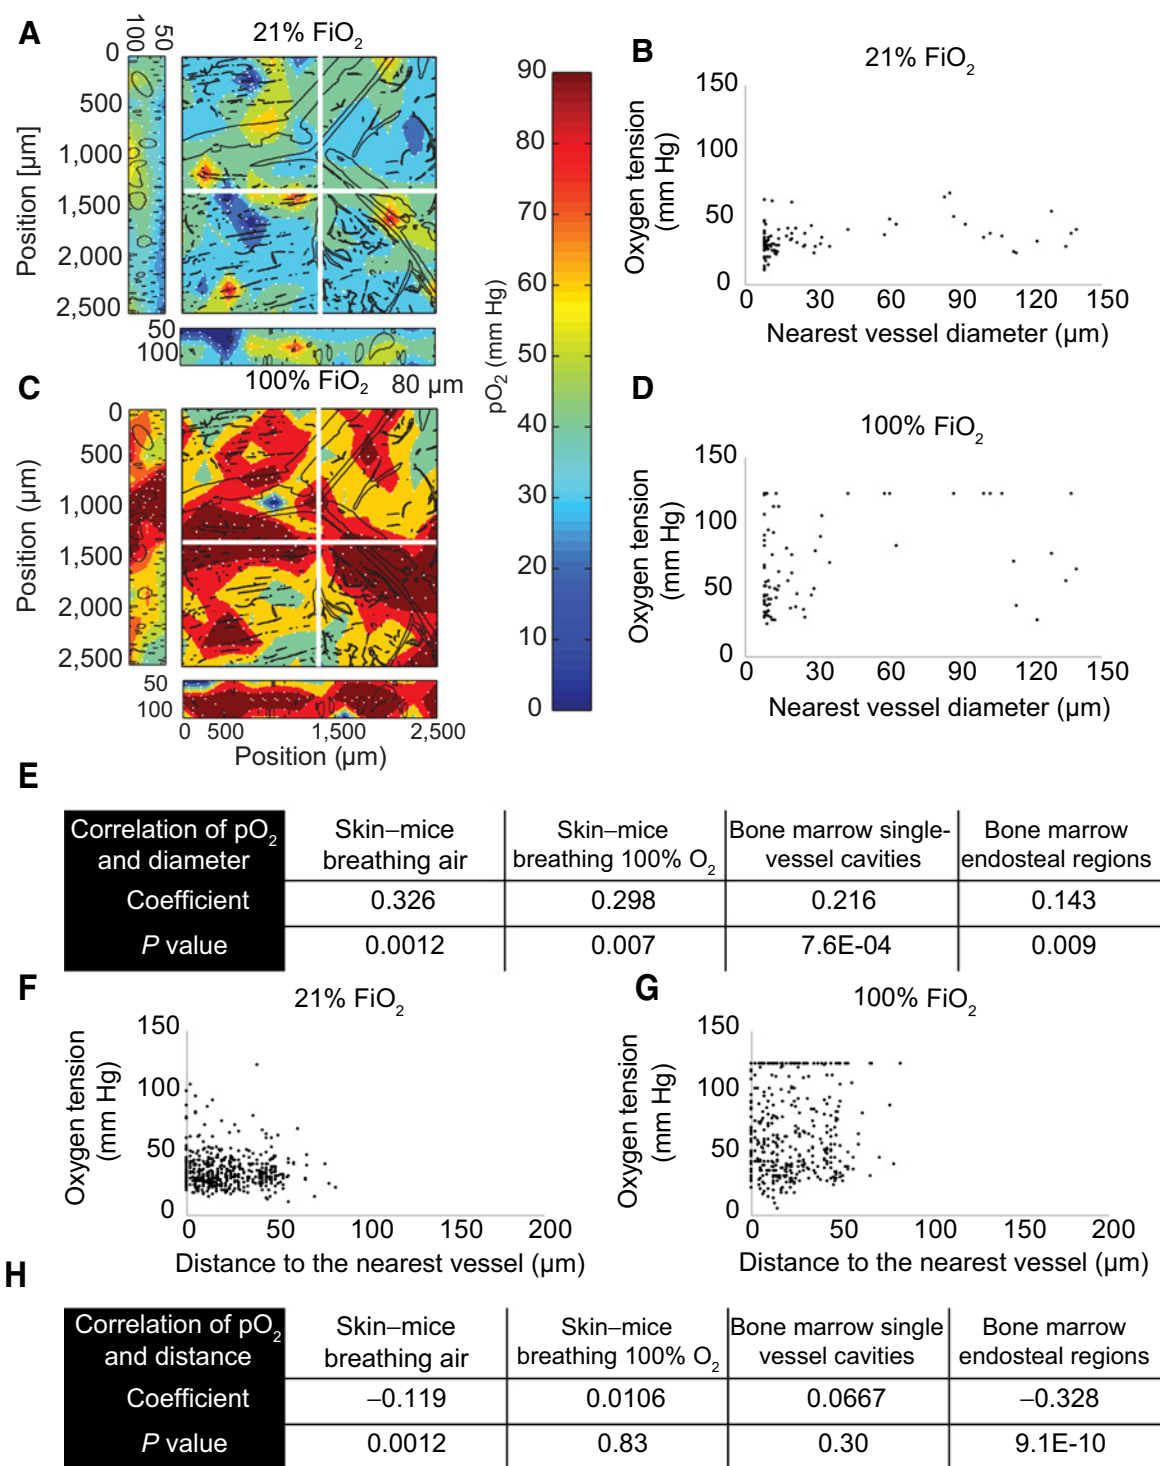 A
100 50
21% FiO2
0
500
1,000
1,500
2,000
2,500
Position [µm]
50
100
80 µm
90
80
70
60
50
40
30
20
10
0
pO2 (mm Hg)
B
21% FiO2
150
100
50
0
Oxygen tension
(mm Hg)
0 30 60 90 120 150
Nearest vessel diameter (µm)
C
100% FiO2
0
500
1,000
1,500
2,000
2,500
Position (µm)
50
100
0 500 1,500 2,500
Position (µm)
D
100% FiO2
150
100
50
0
Oxygen tension
(mm Hg)
0 30 60 90 120 150
Nearest vessel diameter (µm)
E
Correlation of pO2
and diameter
Skin–mice
breathing air
Skin–mice
breathing 100% O2
Bone marrow single-
vessel cavities
Bone marrow
endosteal regions
Coefficient 0.326 0.298 0.216 0.143
P value 0.0012 0.007 7.6E-04 0.009
F
21% FiO2
150
100
50
0
Oxygen tension
(mm Hg)
0 50 100 150 200
Distance to the nearest vessel (µm)
G
100% FiO2
150
100
50
0
Oxygen tension
(mm Hg)
0 50 100 150 200
Distance to the nearest vessel (µm)
H
Correlation of pO2
and distance
Skin–mice
breathing air
Skin–mice
breathing 100% O2
Bone marrow single
vessel cavities
Bone marrow
endosteal regions
Coefficient –0.119 0.0106 0.0667 –0.328
P value 0.0012 0.83 0.30 9.1E-10